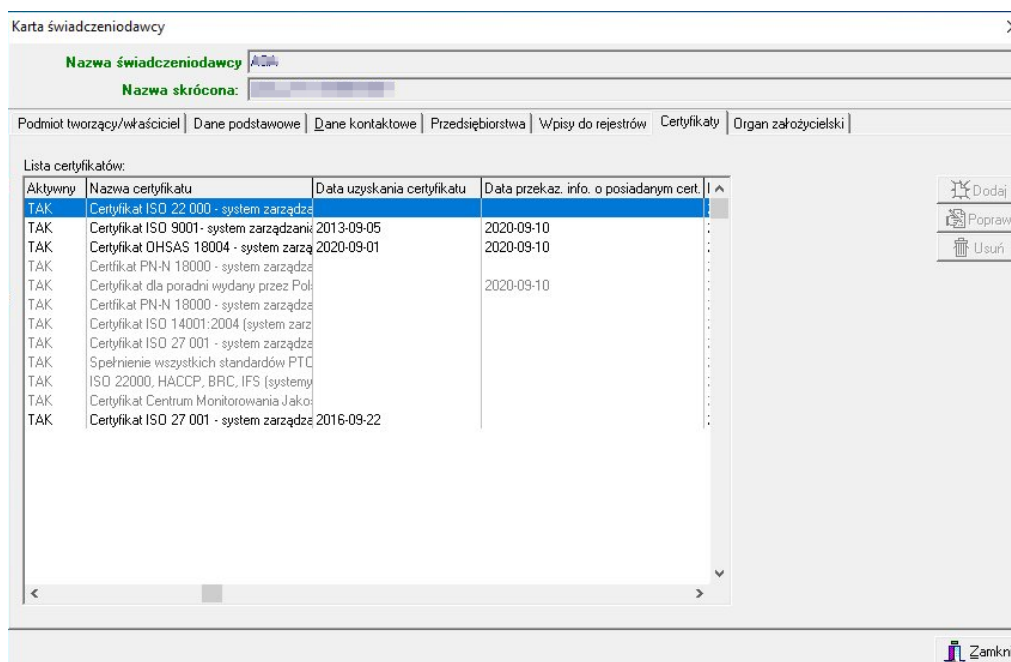 Karta świadczeniodawcy
Nazwa świadczeniodawcy
Nazwa skrócona:
Podmiot tworzący/właściciel Dane podstawowe Dane kontaktowe Przedsiębiorstwa Wpisy do rejestrów Certyfikaty Organ założycielski
Lista certyfikatów:
Aktywny Nazwa certyfikatu Data uzyskania certyfikatu Data przekaz. info. o posiadanym cert.
TAK Certyfikat ISO 22 000 - system zarządza
TAK Certyfikat ISO 9001- system zarządzania 2013-09-05 2020-09-10
TAK Certyfikat OHSAS 18004 - system zarzą 2020-09-01 2020-09-10
TAK Certfikat PN-N 18000 - system zarządza
TAK Certyfikat dla poradni wydany przez Pol 2020-09-10
TAK Certfikat PN-N 18000 - system zarządza
TAK Certyfikat ISO 14001:2004 (system zarz
TAK Certyfikat ISO 27 001 - system zarządza
TAK Spełnienie wszystkich standardów PTD
TAK ISO 22000, HACCP, BRC, IFS (systemy
TAK Certyfikat Centrum Monitorowania Jako
TAK Certyfikat ISO 27 001 - system zarządza 2016-09-22
Dodaj
Popraw
Usuń
Zamkni